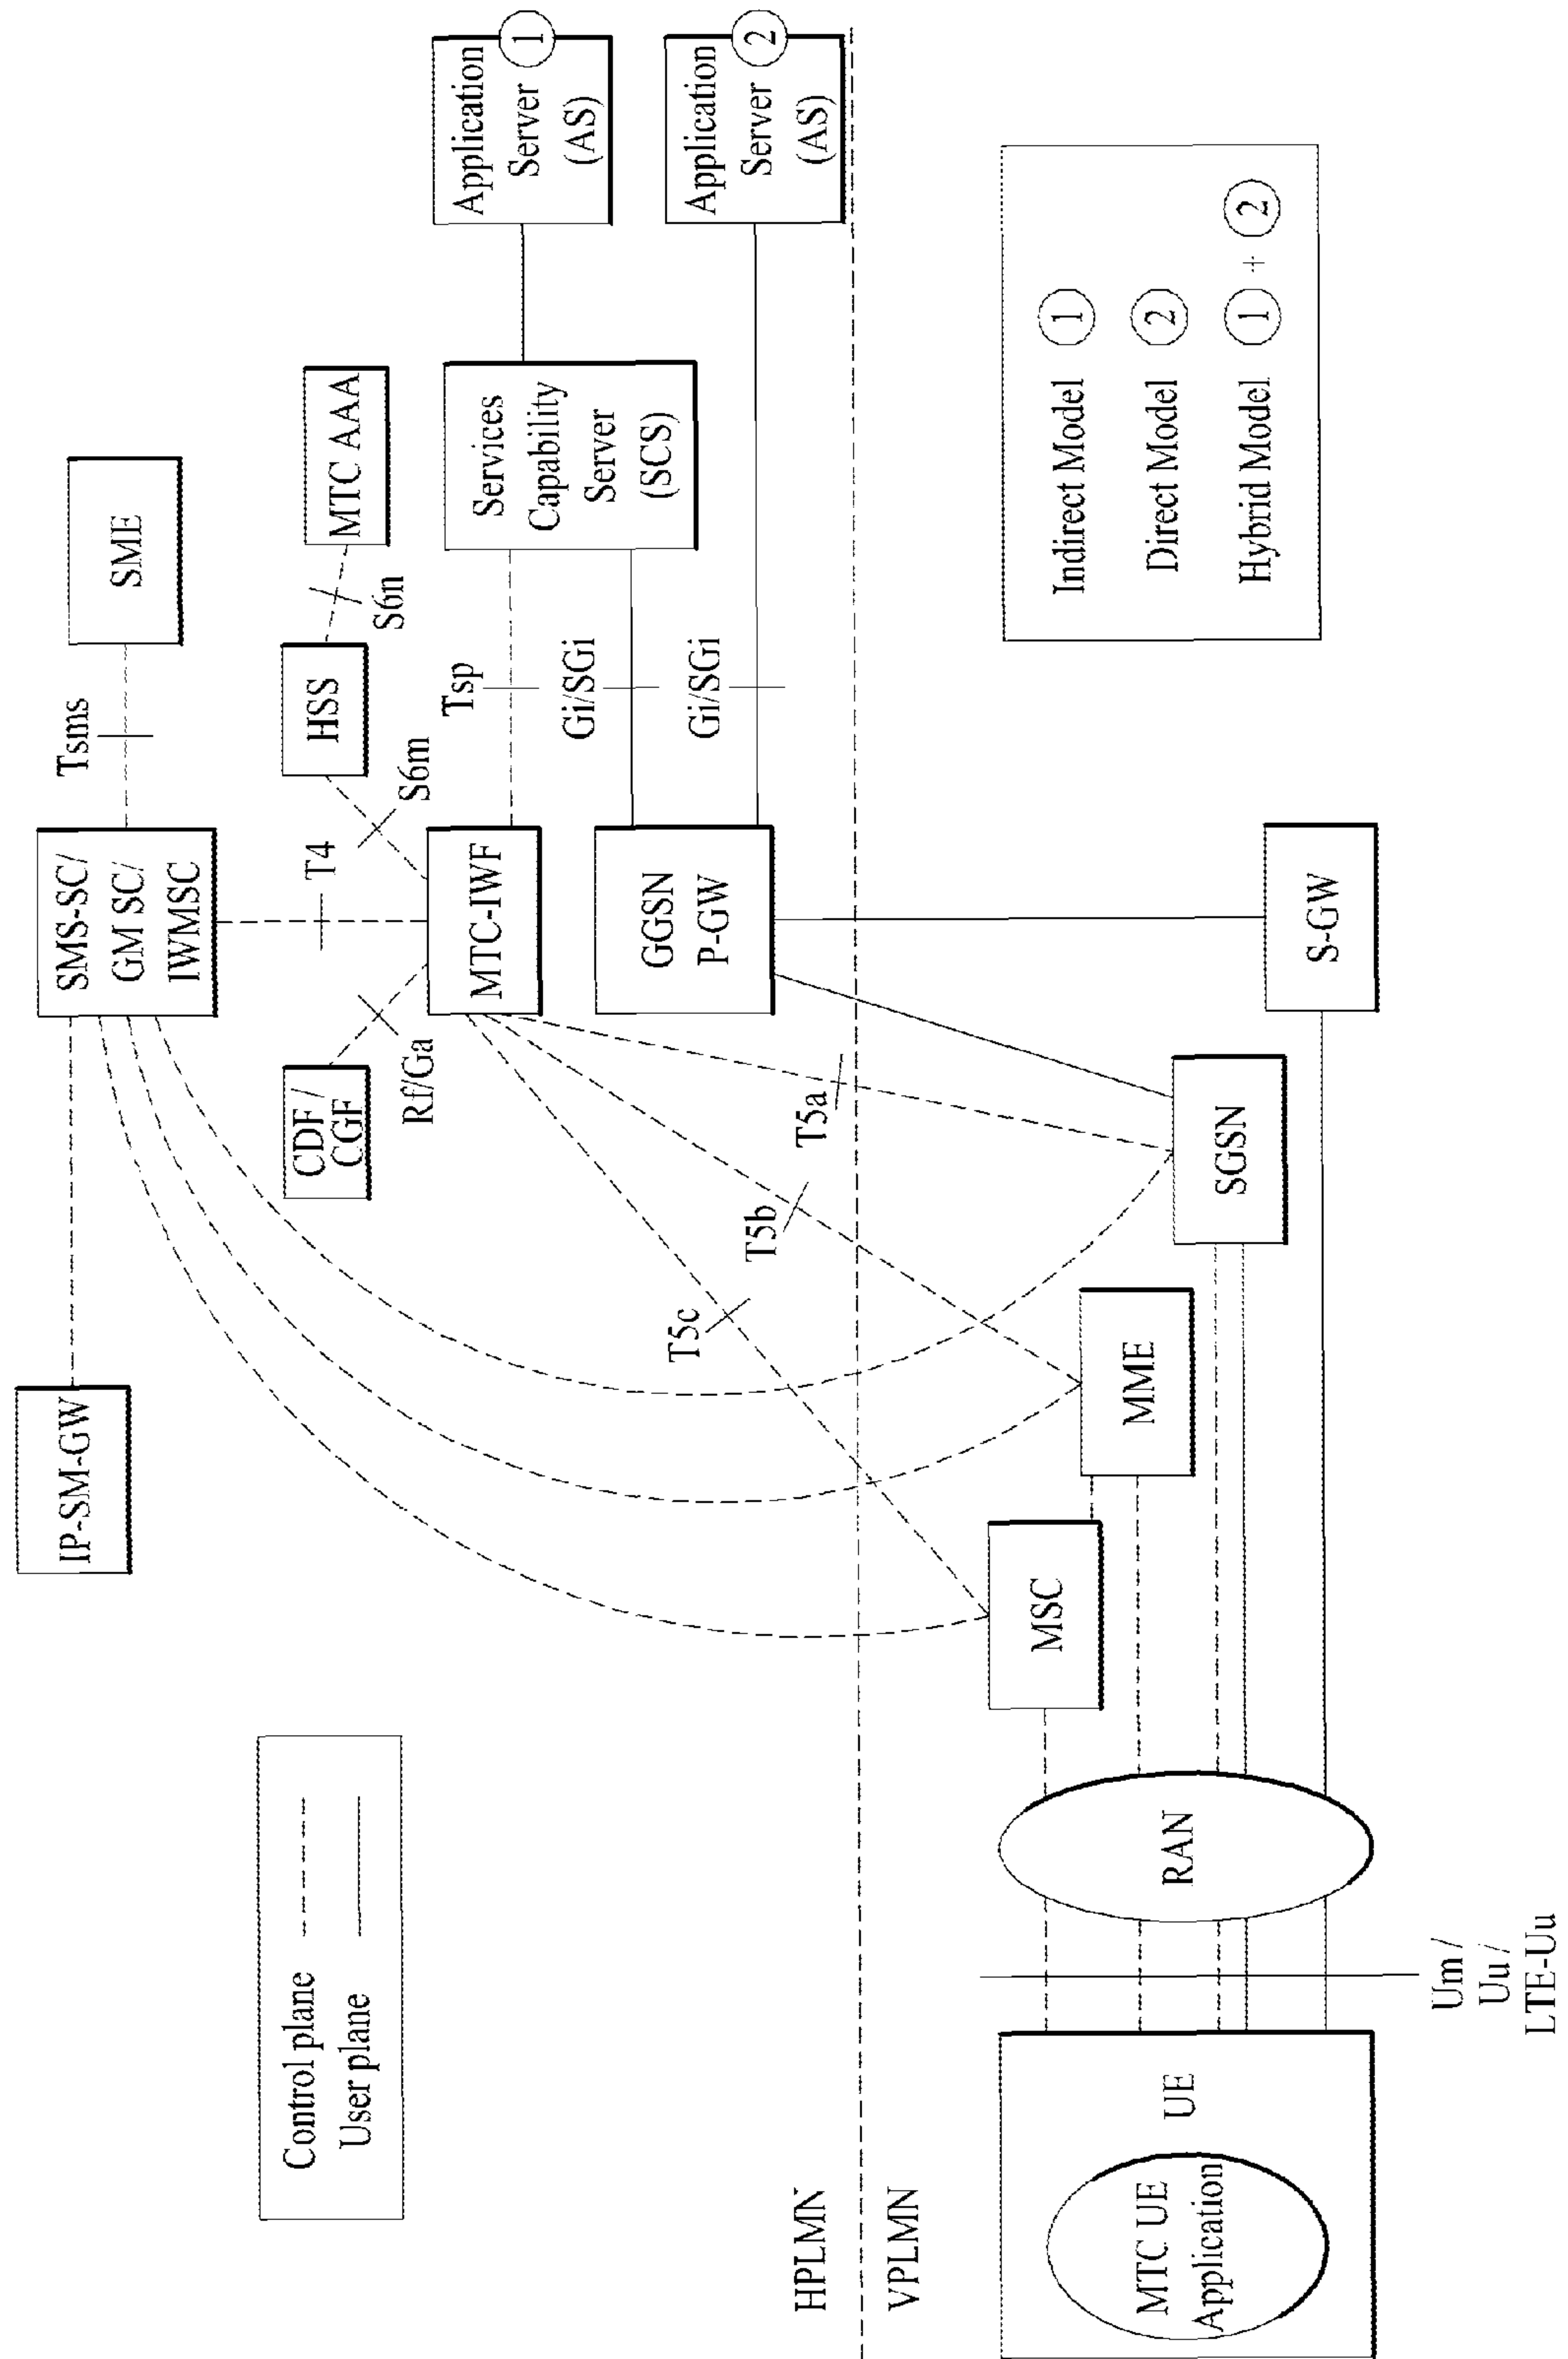 Control plane
User plane
HPLMN
VPLMN
MTC UE
Application
UE
Um /
Uu /
LTE-Uu
RAN
MSC
MME
SGSN
S-GW
IP-SM-GW
SMS-SC/
GM SC/
IWMSC
Tsms
SME
CDF /
CGF
Rf/Ga
T4
S6m
HSS
S6n
MTC AAA
MTC-IWF
Tsp
T5c
T5b
T5a
GGSN
P-GW
Gi/SGi
Gi/SGi
Services
Capability
Server
(SCS)
Application
Server
(AS)
1
Application
Server
(AS)
2
Indirect Model 1
Direct Model 2
Hybrid Model 1 + 2